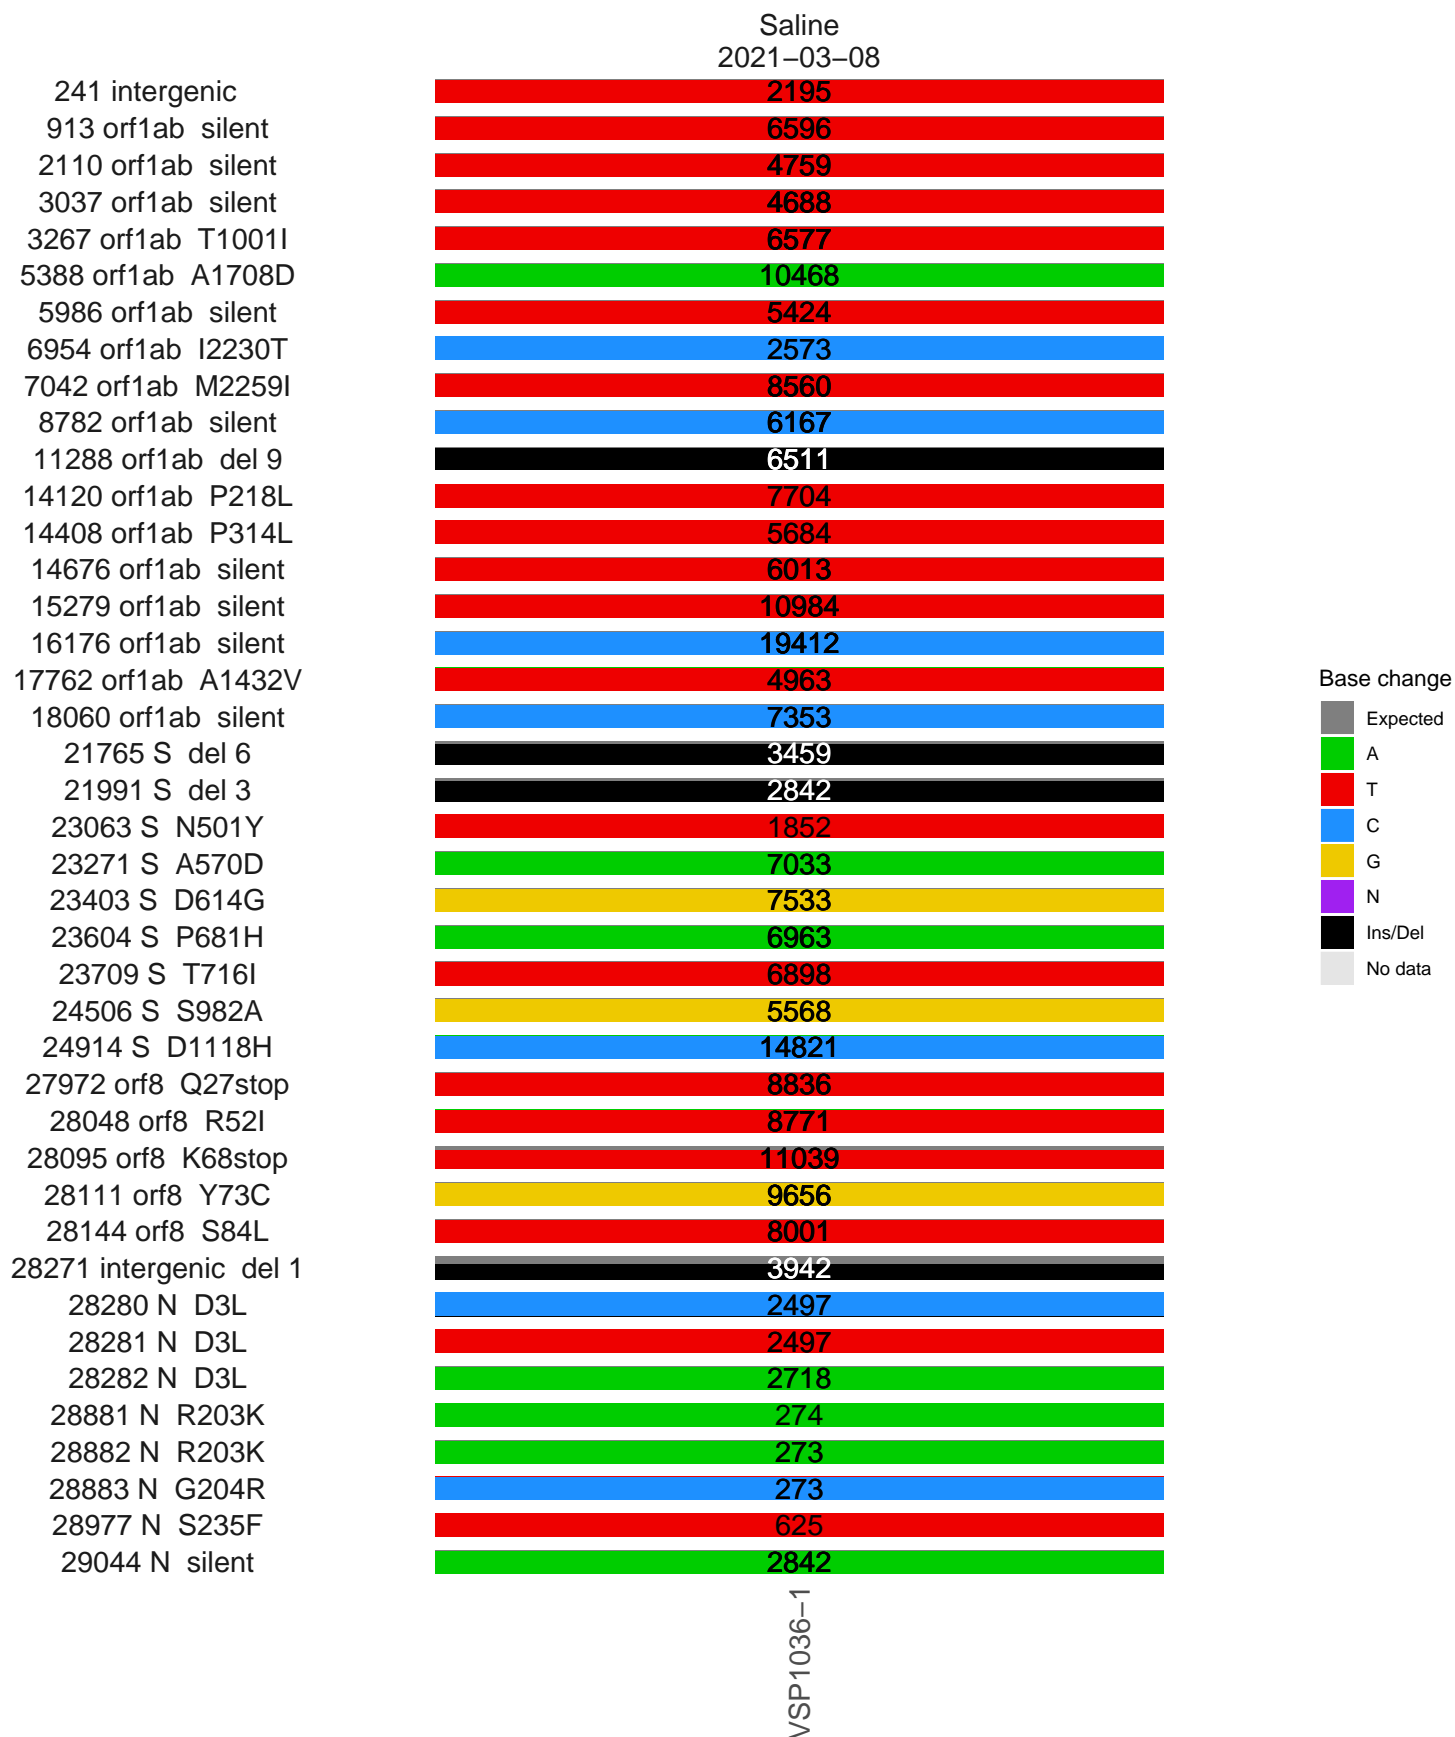 Saline
2021−03−08
241 intergenic 2195
913 orf1ab silent 6596
2110 orf1ab silent 4759
3037 orf1ab silent 4688
3267 orf1ab T1001I 6577
5388 orf1ab A1708D 10468
5986 orf1ab silent 5424
6954 orf1ab I2230T 2573
7042 orf1ab M2259I 8560
8782 orf1ab silent 6167
11288 orf1ab del 9 6511
14120 orf1ab P218L 7704
14408 orf1ab P314L 5684
14676 orf1ab silent 6013
15279 orf1ab silent 10984
16176 orf1ab silent 19412
17762 orf1ab A1432V 4963
18060 orf1ab silent 7353
21765 S del 6 3459
21991 S del 3 2842
23063 S N501Y 1852
23271 S A570D 7033
23403 S D614G 7533
23604 S P681H 6963
23709 S T716I 6898
24506 S S982A 5568
24914 S D1118H 14821
27972 orf8 Q27stop 8836
28048 orf8 R52I 8771
28095 orf8 K68stop 11039
28111 orf8 Y73C 9656
28144 orf8 S84L 8001
28271 intergenic del 1 3942
28280 N D3L 2497
28281 N D3L 2497
28282 N D3L 2718
28881 N R203K 274
28882 N R203K 273
28883 N G204R 273
28977 N S235F 625
29044 N silent 2842
VSP1036−1
Base change
Expected
A
T
C
G
N
Ins/Del
No data